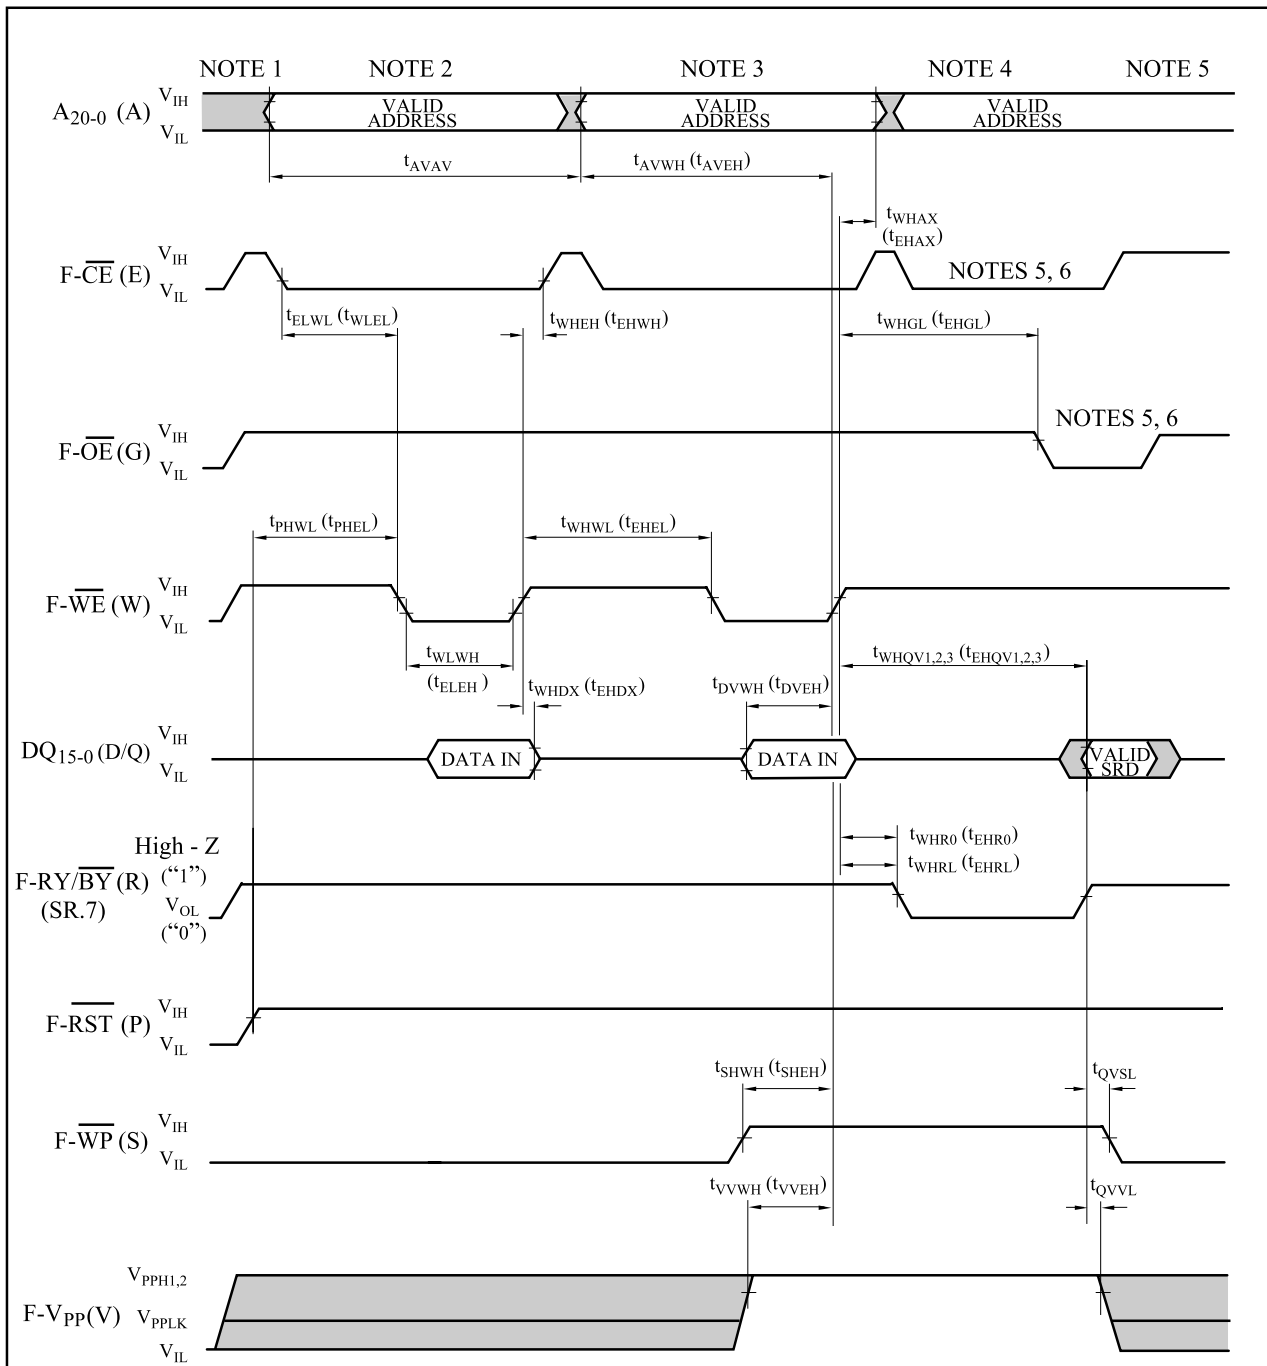 NOTE 1 NOTE 2 NOTE 3 NOTE 4 NOTE 5
A20-0 (A) VIH VIL
VALID ADDRESS VALID ADDRESS VALID ADDRESS
tAVAV tAVWH (tAVEH)
tWHAX
(tEHAX)
F-CE (E) VIH VIL NOTES 5, 6
tELWL (tWLEL) tWHEH (tEHWH) tWHGL (tEHGL)
F-OE (G) VIH VIL NOTES 5, 6
tPHWL (tPHEL) tWHWL (tEHEL)
F-WE (W) VIH VIL
tWLWH
(tELEH)
tWHDX (tEHDX) tDVWH (tDVEH) tWHQV1,2,3 (tEHQV1,2,3)
DQ15-0 (D/Q) VIH VIL DATA IN DATA IN VALID SRD
High - Z
("1")
F-RY/BY (R)
(SR.7)
VOL
("0")
tWHR0 (tEHR0)
tWHRL (tEHRL)
F-RST (P) VIH VIL
tSHWH (tSHEH) tQVSL
F-WP (S) VIH VIL
tVVWH (tVVEH) tQVVL
F-VPP (V) VPPH1,2 VPPLK VIL